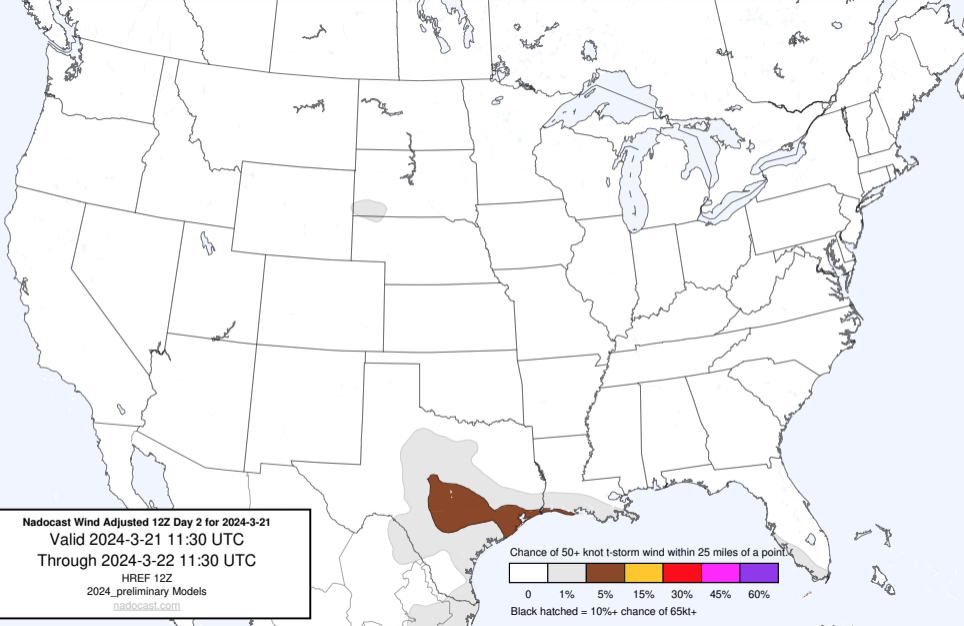 Nadocast Wind Adjusted 12Z Day 2 for 2024-3-21
Valid 2024-3-21 11:30 UTC
Through 2024-3-22 11:30 UTC
HREF 12Z
2024_preliminary Models
nadocast.com
Chance of 50+ knot t-storm wind within 25 miles of a point.
0 1% 5% 15% 30% 45% 60%
Black hatched = 10%+ chance of 65kt+